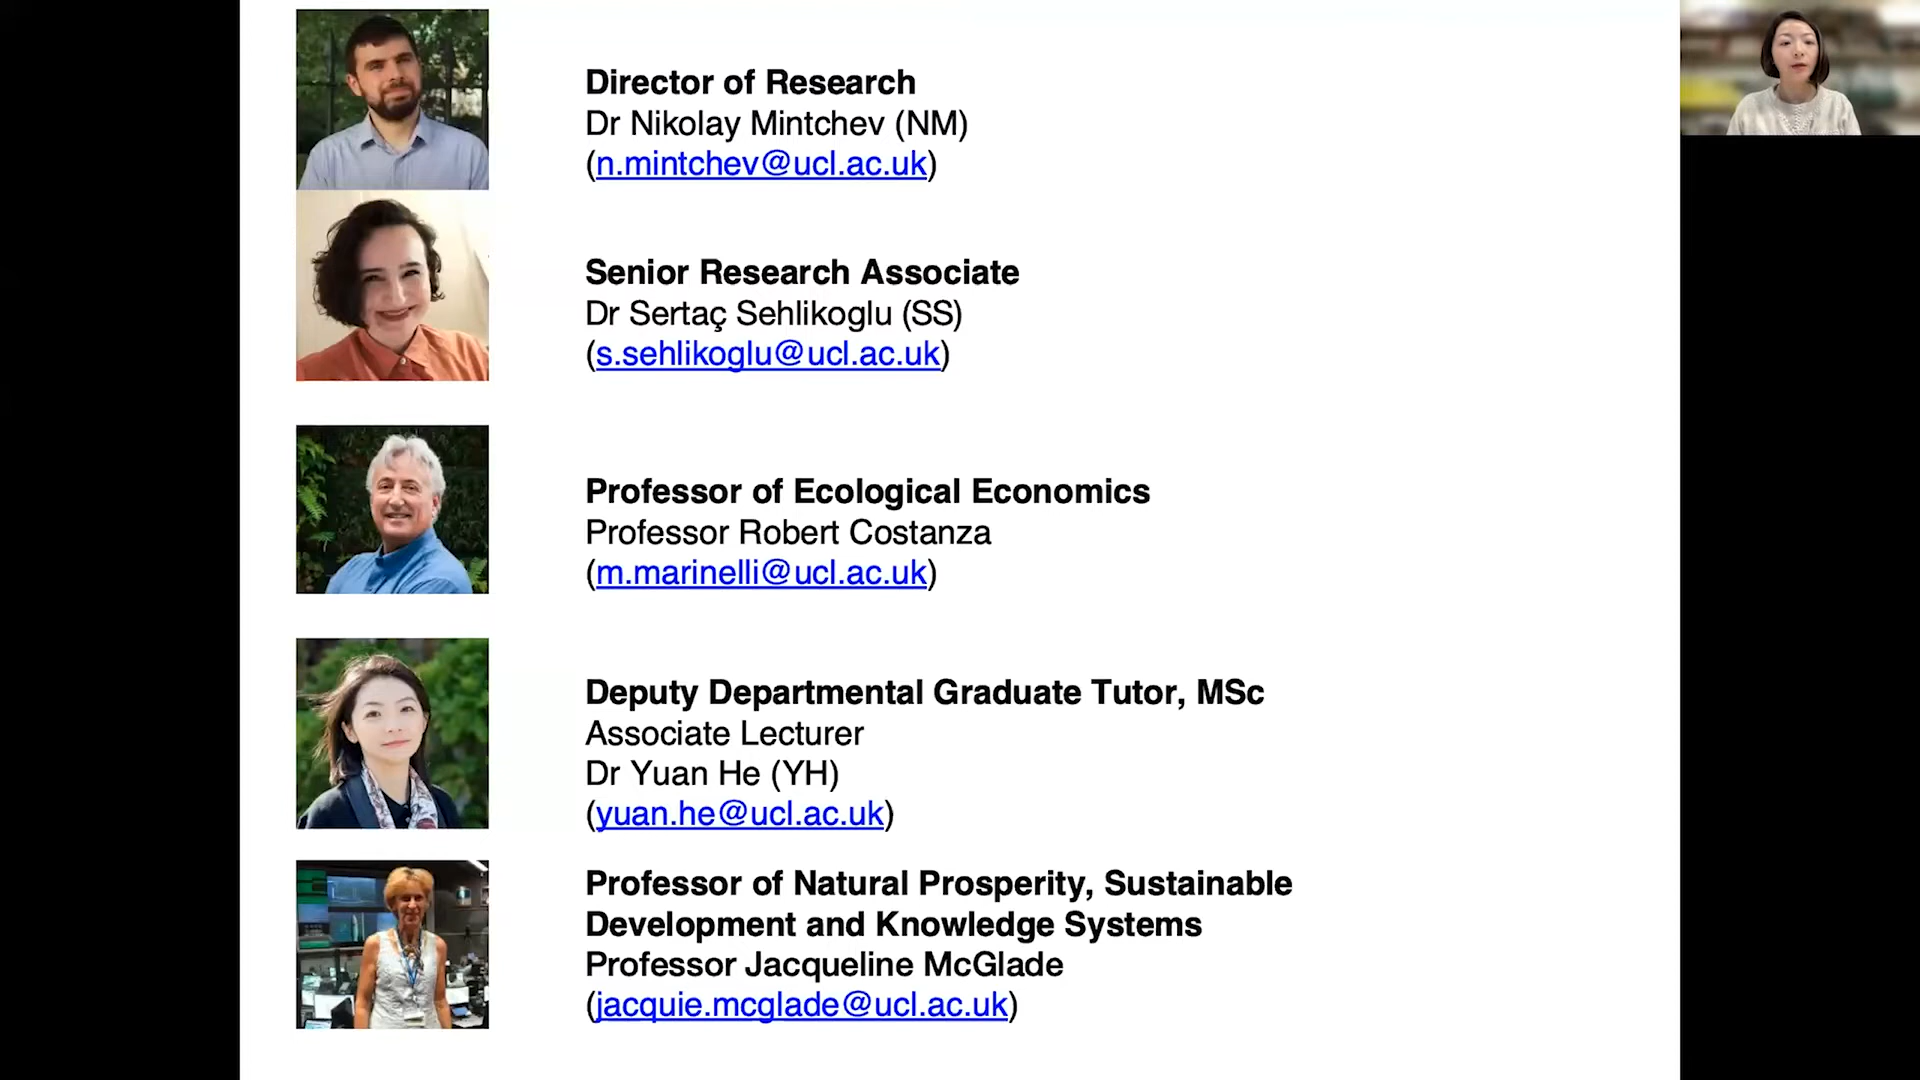 Director of Research
Dr Nikolay Mintchev (NM)
(n.mintchev@ucl.ac.uk)
Senior Research Associate
Dr Sertaç Sehlikoglu (SS)
(s.sehlikoglu@ucl.ac.uk)
Professor of Ecological Economics
Professor Robert Costanza
(m.marinelli@ucl.ac.uk)
Deputy Departmental Graduate Tutor, MSc
Associate Lecturer
Dr Yuan He (YH)
(yuan.he@ucl.ac.uk)
Professor of Natural Prosperity, Sustainable
Development and Knowledge Systems
Professor Jacqueline McGlade
(jacquie.mcglade@ucl.ac.uk)